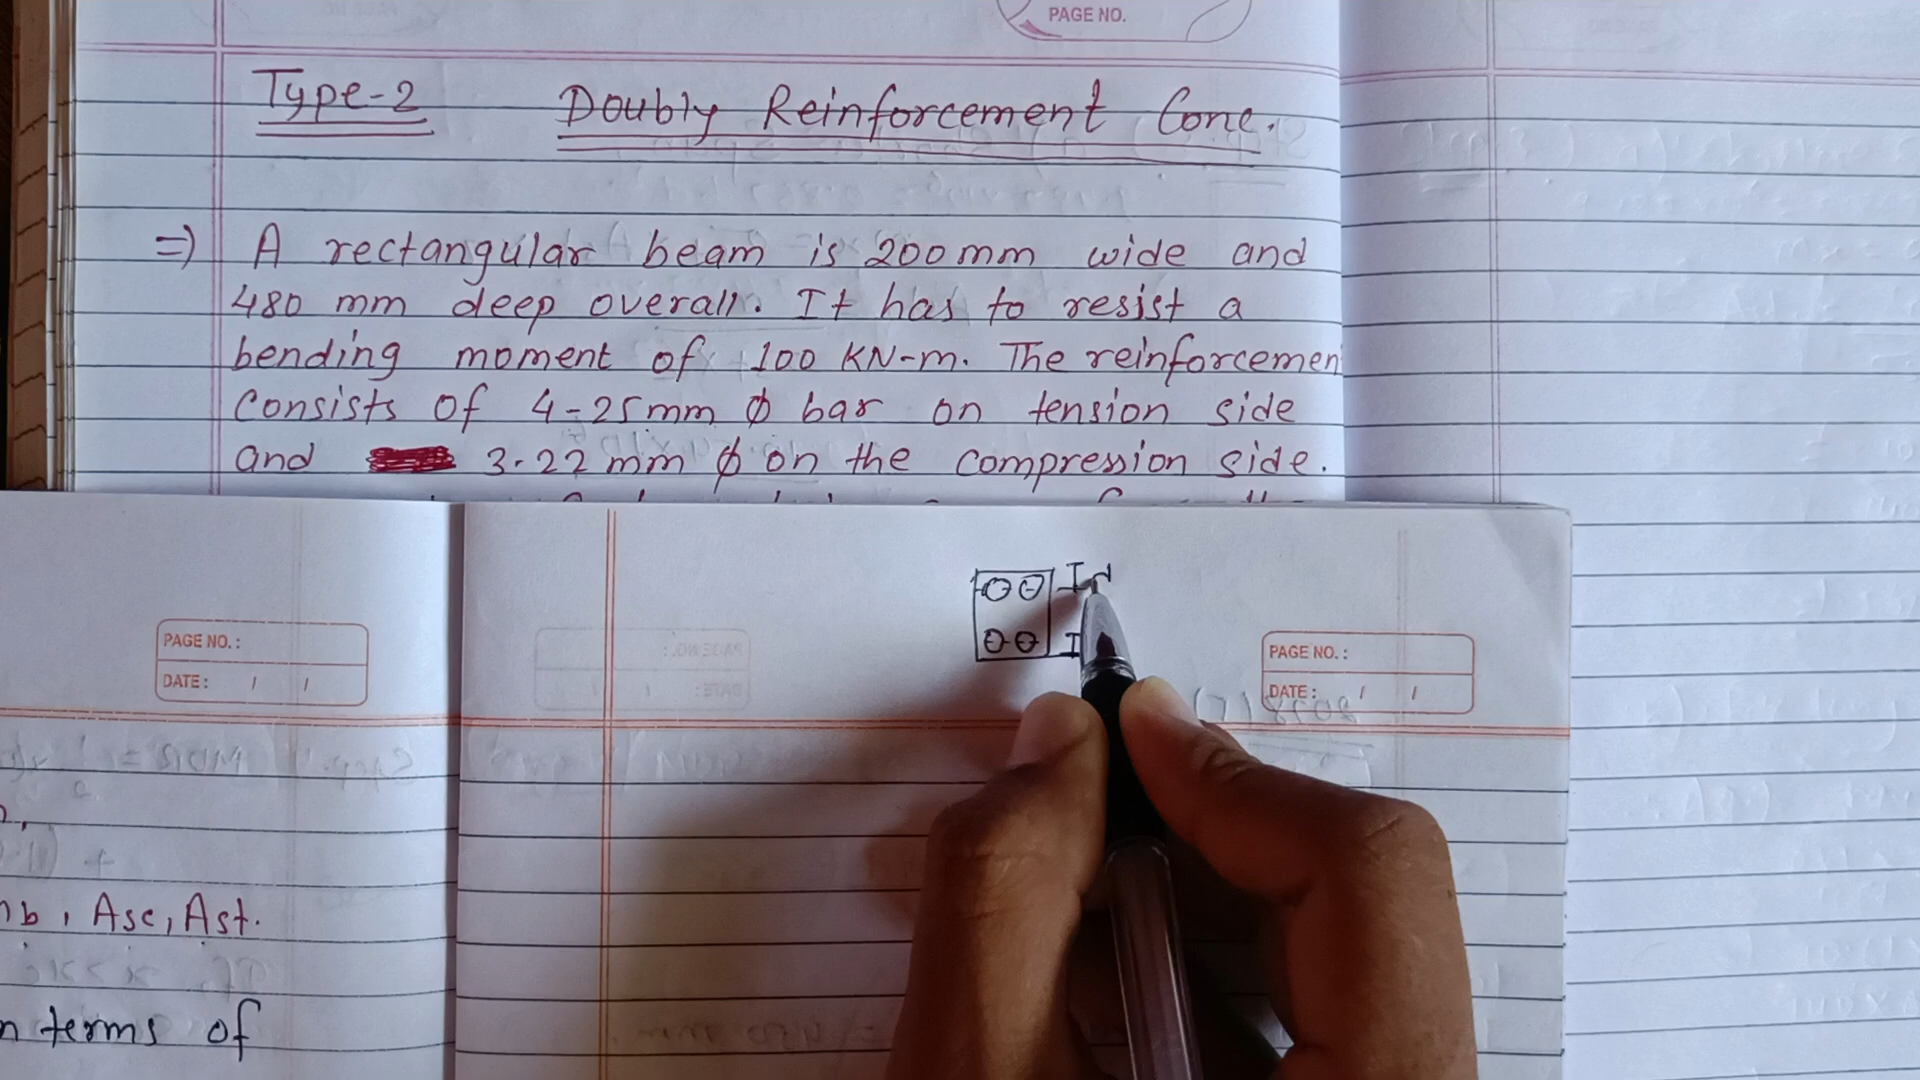 PAGE NO.
Type-2 Doubly Reinforcement Conc.
=) A rectangular beam is 200mm wide and
480 mm deep overall. It has to resist a
bending moment of 100 KN-m. The reinforcemen
Consists of 4-25mm ϕ bar on tension side
and 3.22 mm ϕ on the compression side.
I d
I
PAGE NO. :
DATE : / /
PAGE NO. :
DATE : / /
b, Asc, Ast.
n terms of